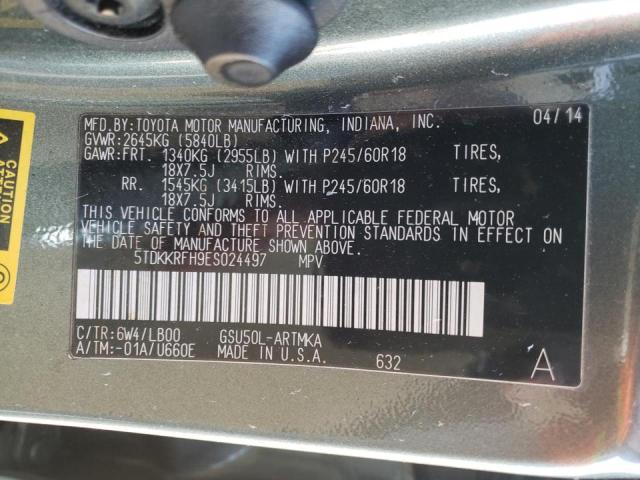 MFD.BY:TOYOTA MOTOR MANUFACTURING, INDIANA, INC. 04/14
GVWR:2645KG (5840LB)
GAWR:FRT. 1340KG (2955LB) WITH P245/60R18 TIRES,
18X7.5J RIMS.
RR. 1545KG (3415LB) WITH P245/60R18 TIRES,
18X7.5J RIMS.
THIS VEHICLE CONFORMS TO ALL APPLICABLE FEDERAL MOTOR
VEHICLE SAFETY AND THEFT PREVENTION STANDARDS IN EFFECT ON
THE DATE OF MANUFACTURE SHOWN ABOVE.
5TDKKRFH9ES024497 MPV
C/TR:6W4/LB00 GSU50L-ARTMKA
A/TM:-01A/U660E MADE IN U.S.A. 632 A
CAUTION